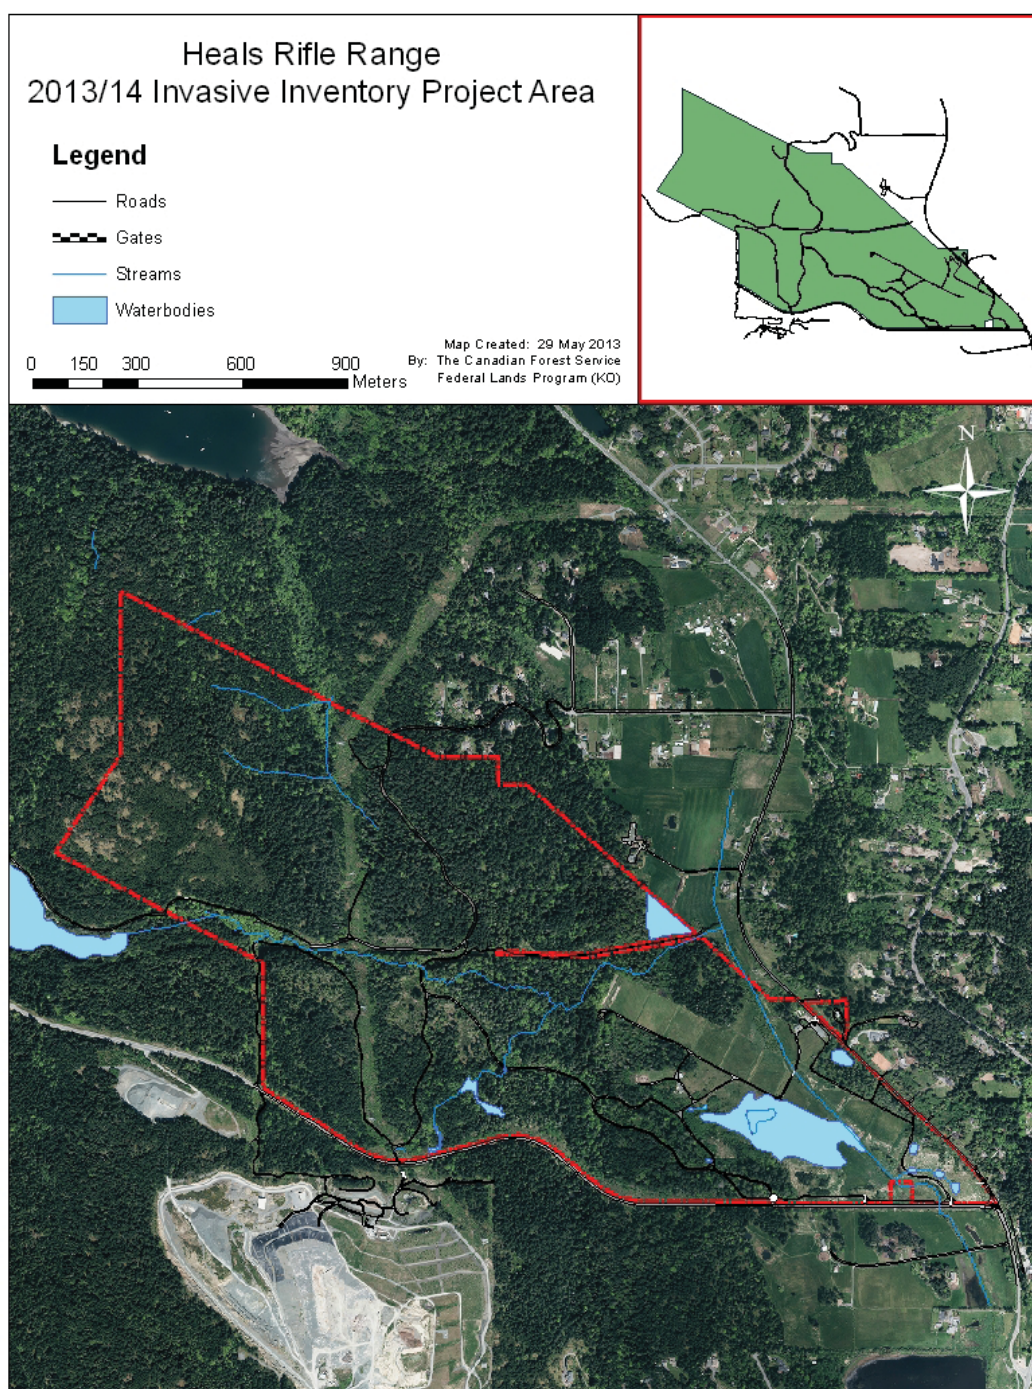 Heals Rifle Range
2013/14 Invasive Inventory Project Area
Legend
Roads
Gates
Streams
Waterbodies
Map Created: 29 May 2013
By: The Canadian Forest Service
Federal Lands Program (KO)
0 150 300 600 900
Meters
N